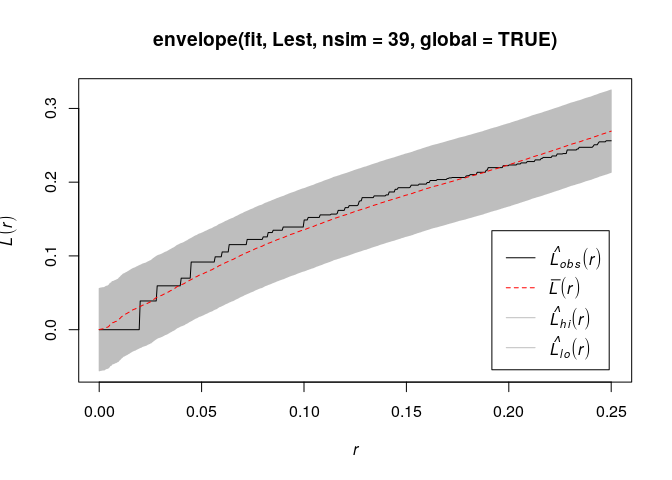 envelope(fit, Lest, nsim = 39, global = TRUE)
L(r)
0.3
0.2
0.1
0.0
L̂obs(r)
L̄(r)
L̂hi(r)
L̂lo(r)
0.00 0.05 0.10 0.15 0.20 0.25
r